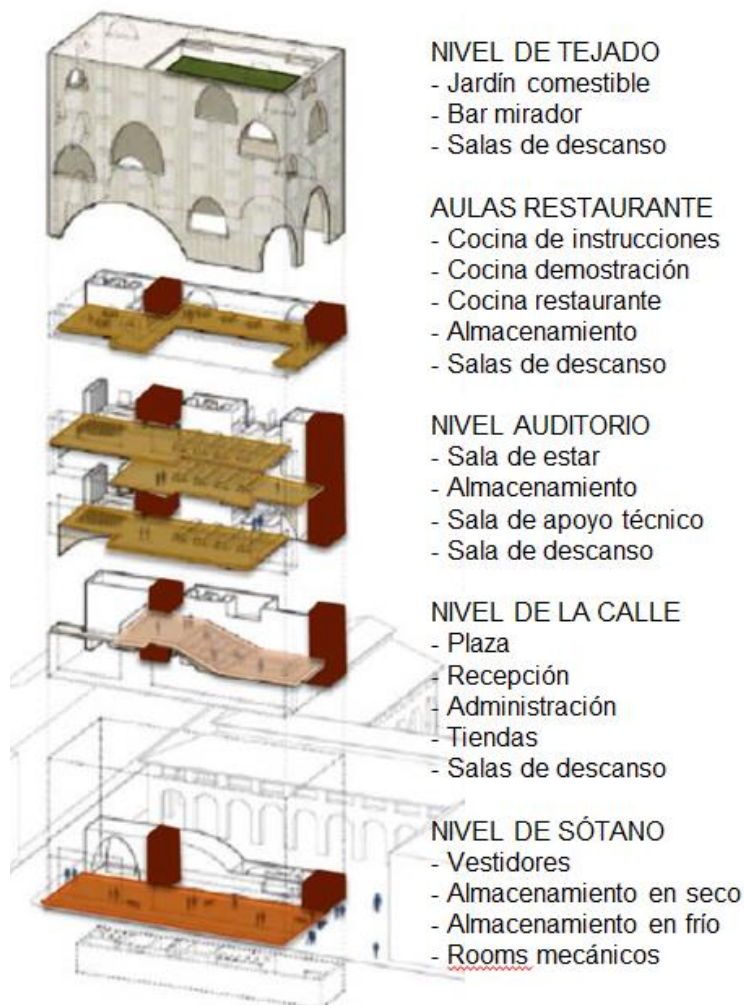 NIVEL DE TEJADO
- Jardín comestible
- Bar mirador
- Salas de descanso
AULAS RESTAURANTE
- Cocina de instrucciones
- Cocina demostración
- Cocina restaurante
- Almacenamiento
- Salas de descanso
NIVEL AUDITORIO
- Sala de estar
- Almacenamiento
- Sala de apoyo técnico
- Sala de descanso
NIVEL DE LA CALLE
- Plaza
- Recepción
- Administración
- Tiendas
- Salas de descanso
NIVEL DE SÓTANO
- Vestidores
- Almacenamiento en seco
- Almacenamiento en frío
- Rooms mecánicos